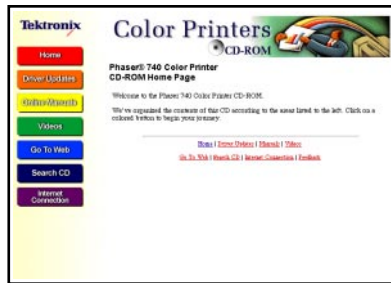 Tektronix
Color Printers
CD-ROM
Home
Driver Updates
Online Manuals
Videos
Go To Web
Search CD
Internet
Connection
Phaser® 740 Color Printer
CD-ROM Home Page
Welcome to the Phaser 740 Color Printer CD-ROM.
We've organized the contents of this CD according to the areas listed to the left. Click on a
colored button to begin your journey.
Home | Driver Updates | Manuals | Videos
Go To Web | Search CD | Internet Connection | Feedback